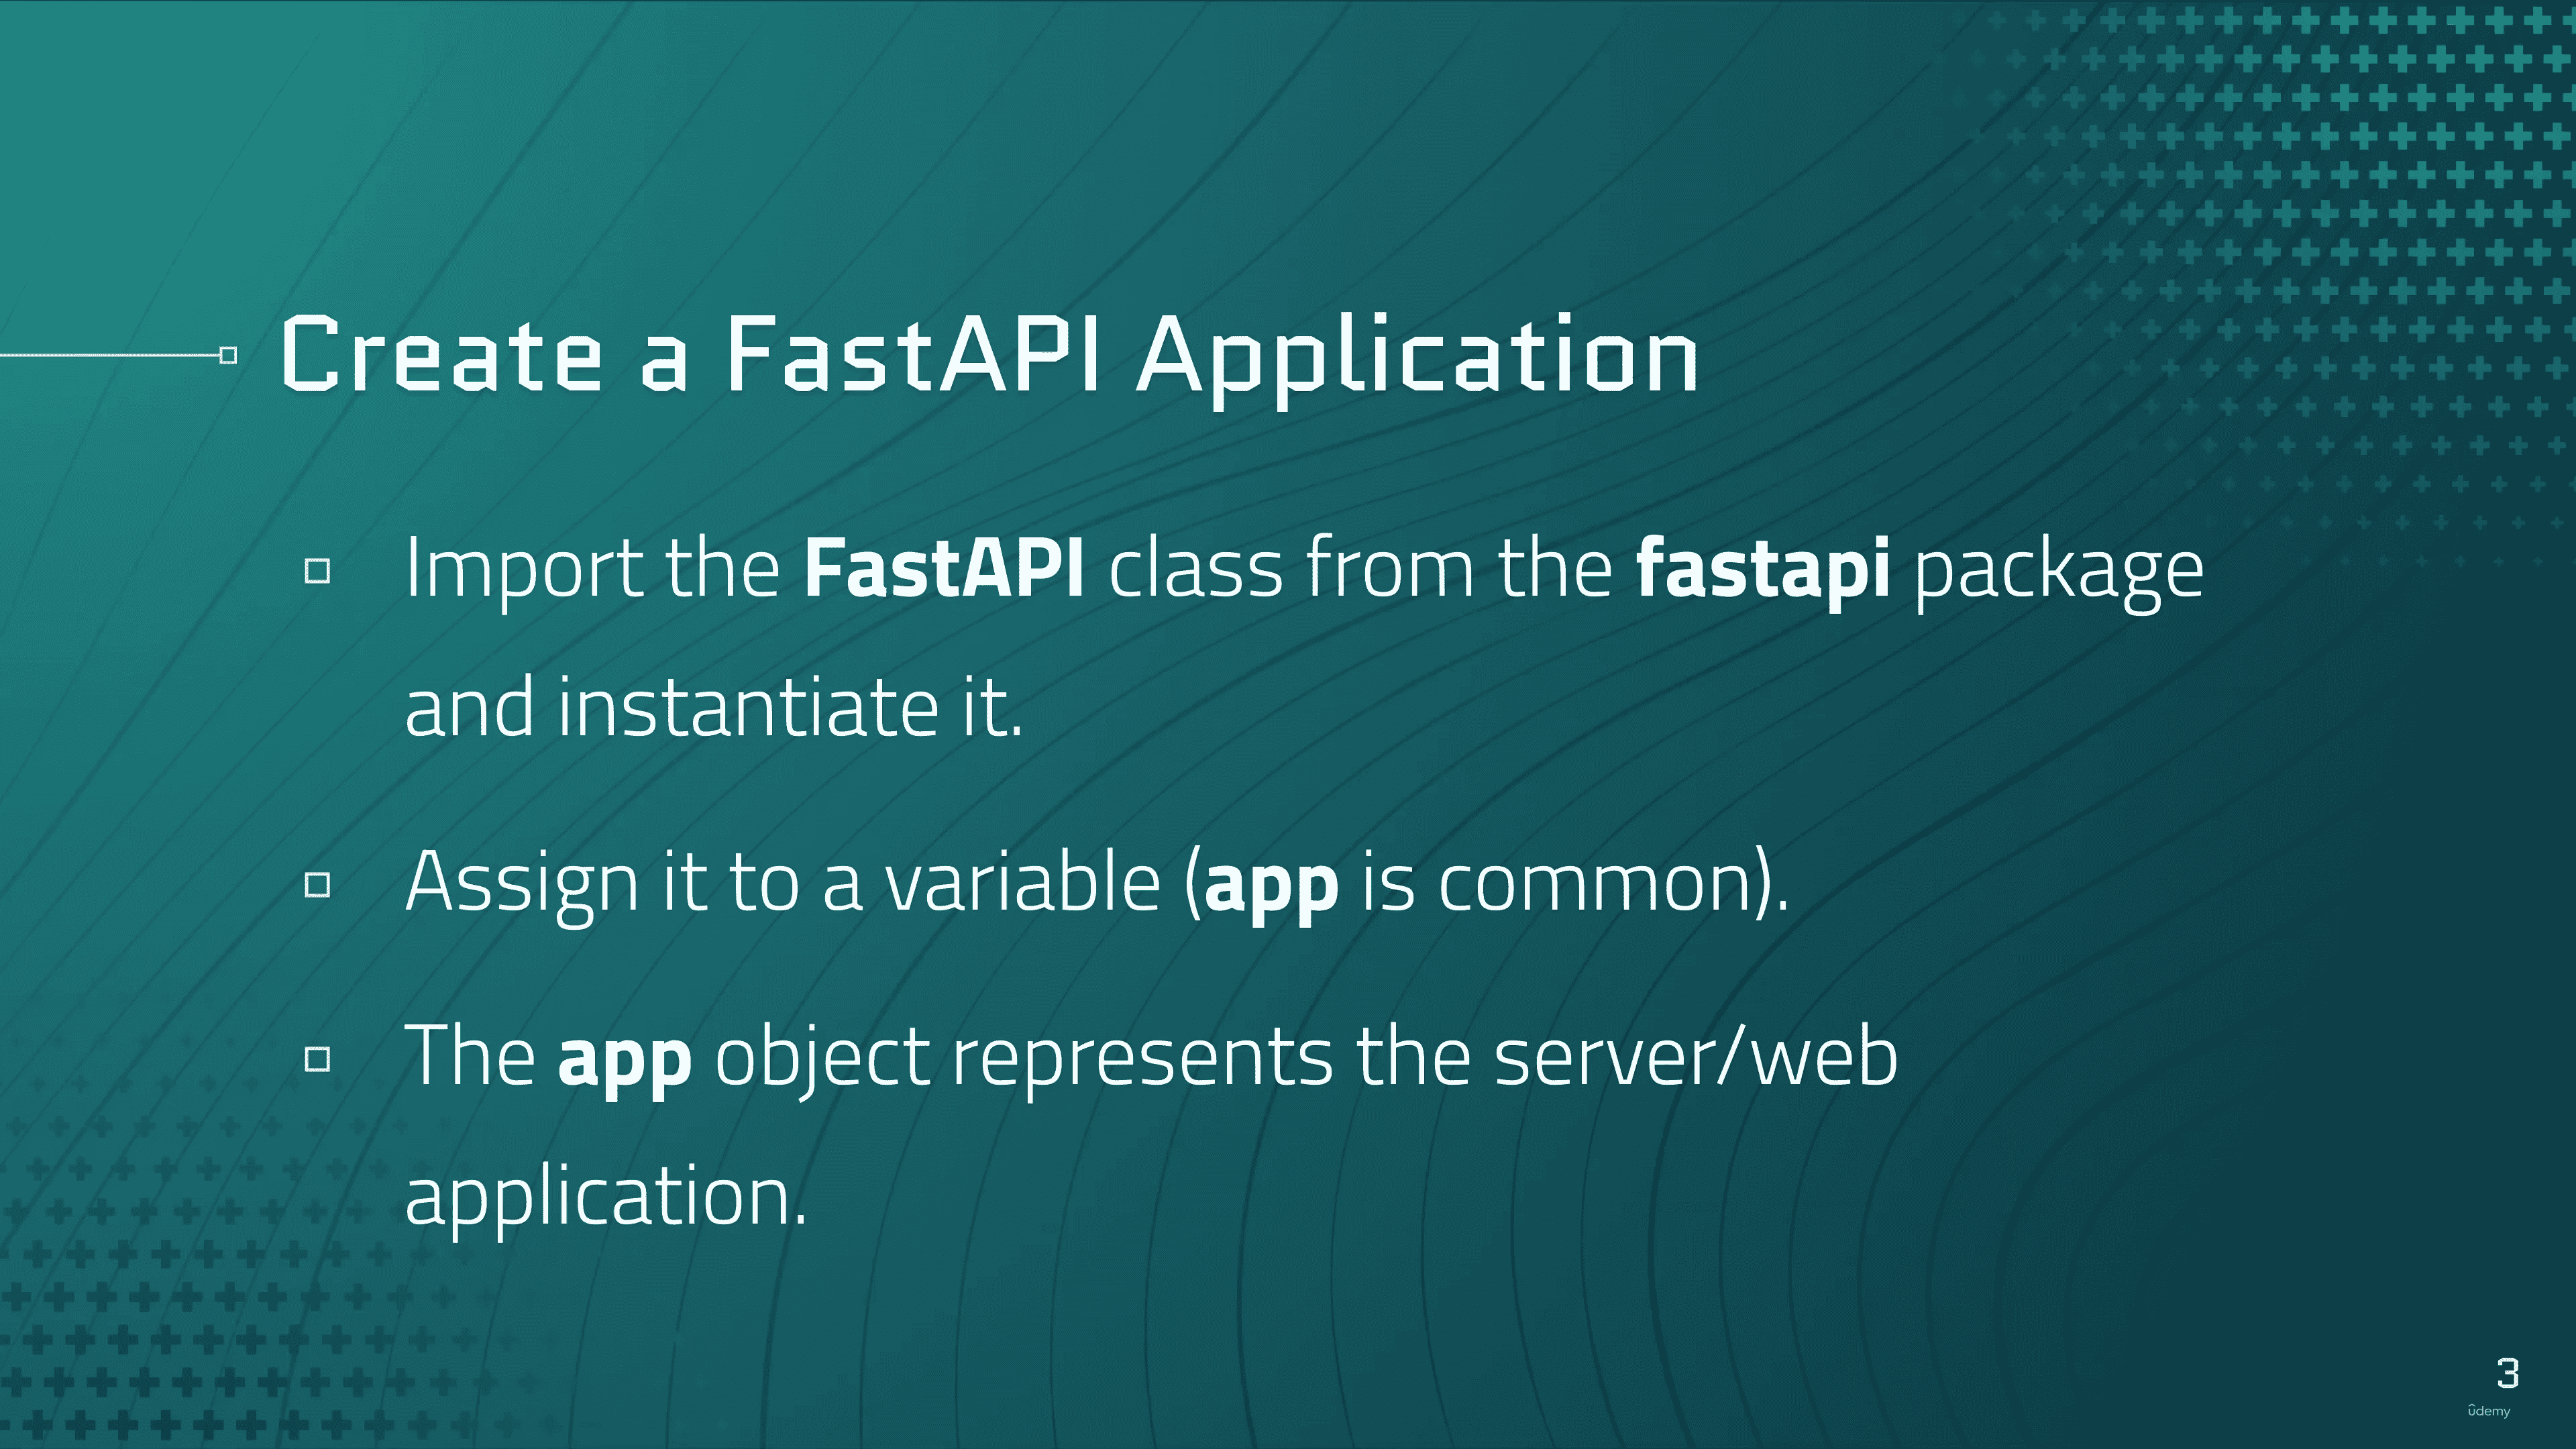 Create a FastAPI Application
Import the FastAPI class from the fastapi package
and instantiate it.
Assign it to a variable (app is common).
The app object represents the server/web
application.
3
ûdemy